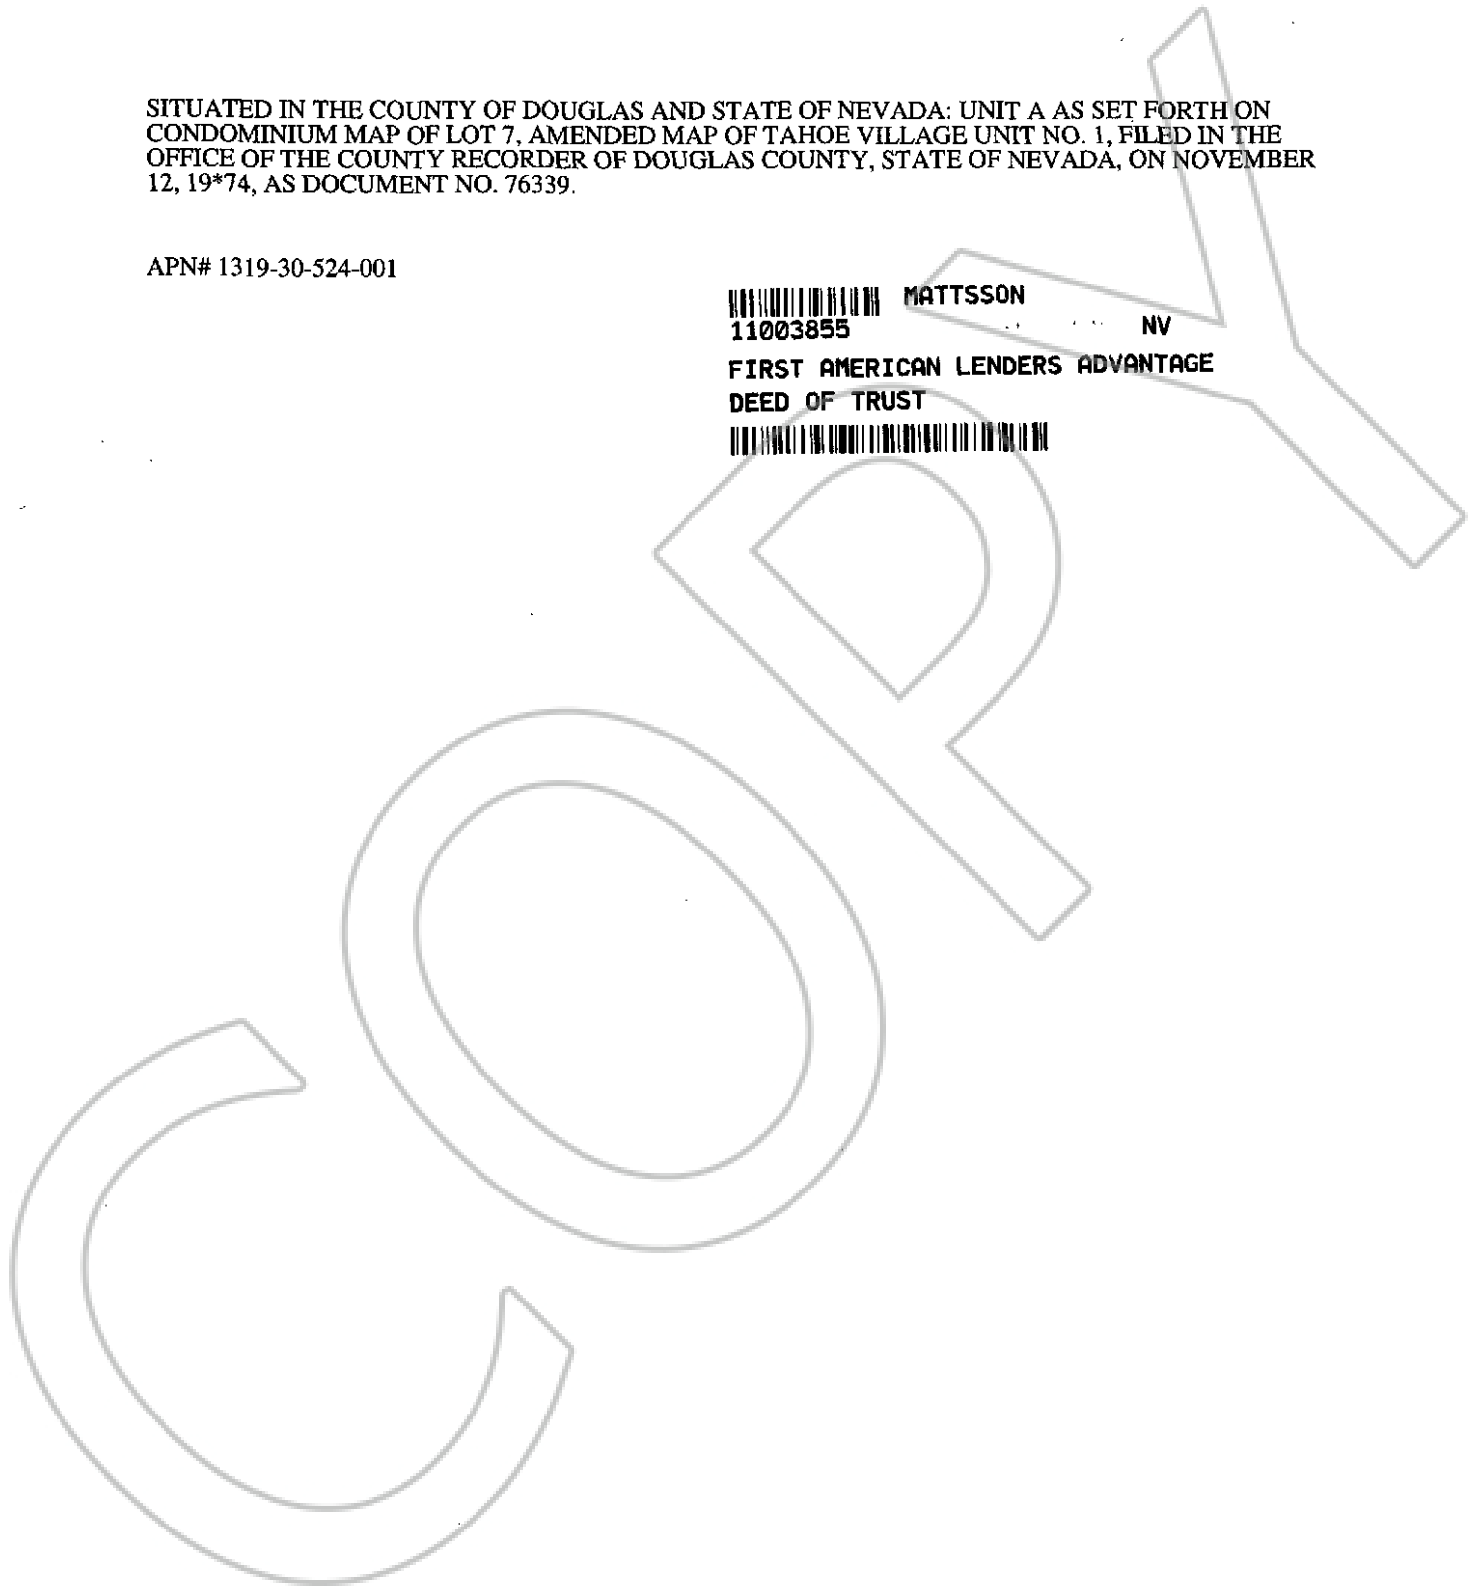 SITUATED IN THE COUNTY OF DOUGLAS AND STATE OF NEVADA: UNIT A AS SET FORTH ON
CONDOMINIUM MAP OF LOT 7, AMENDED MAP OF TAHOE VILLAGE UNIT NO. 1, FILED IN THE
OFFICE OF THE COUNTY RECORDER OF DOUGLAS COUNTY, STATE OF NEVADA, ON NOVEMBER
12, 19*74, AS DOCUMENT NO. 76339.
APN# 1319-30-524-001
MATTSSON
11003855 NV
FIRST AMERICAN LENDERS ADVANTAGE
DEED OF TRUST
COPY